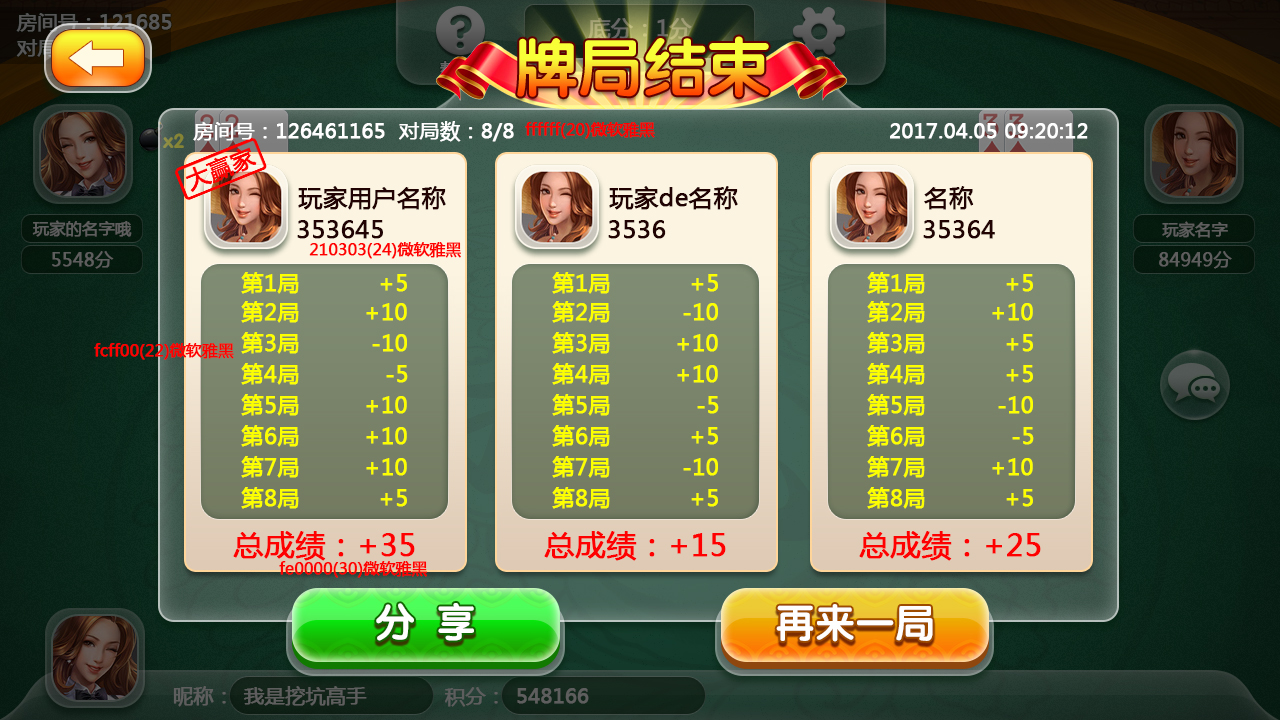 房间号：121685
对局
底分：1分
牌局结束
房间号：126461165 对局数：8/8
ffffff(20)微软雅黑
2017.04.05 09:20:12
x2
大赢家
玩家用户名称
353645
210303(24)微软雅黑
第1局 +5
第2局 +10
第3局 -10
fcff00(22)微软雅黑
第4局 -5
第5局 +10
第6局 +10
第7局 +10
第8局 +5
总成绩：+35
fe0000(30)微软雅黑
玩家de名称
3536
第1局 +5
第2局 -10
第3局 +10
第4局 +10
第5局 -5
第6局 +5
第7局 -10
第8局 +5
总成绩：+15
名称
35364
第1局 +5
第2局 +10
第3局 +5
第4局 +5
第5局 -10
第6局 -5
第7局 +10
第8局 +5
总成绩：+25
玩家的名字哦
5548分
玩家名字
84949分
分享
再来一局
昵称：我是挖坑高手 积分：548166